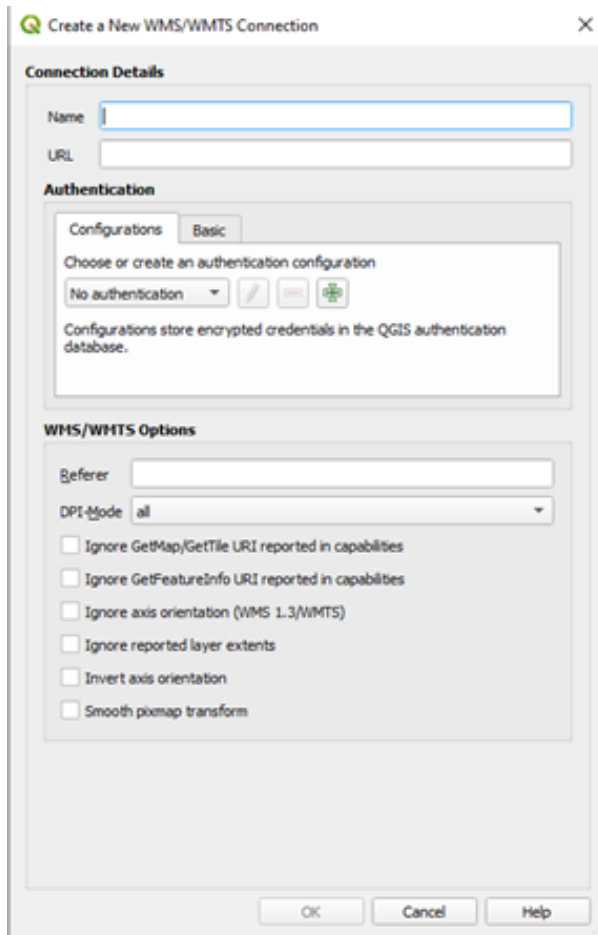 Create a New WMS/WMTS Connection
Connection Details
Name
URL
Authentication
Configurations Basic
Choose or create an authentication configuration
No authentication
Configurations store encrypted credentials in the QGIS authentication
database.
WMS/WMTS Options
Referer
DPI-Mode all
Ignore GetMap/GetTile URI reported in capabilities
Ignore GetFeatureInfo URI reported in capabilities
Ignore axis orientation (WMS 1.3/WMTS)
Ignore reported layer extents
Invert axis orientation
Smooth pixmap transform
OK Cancel Help